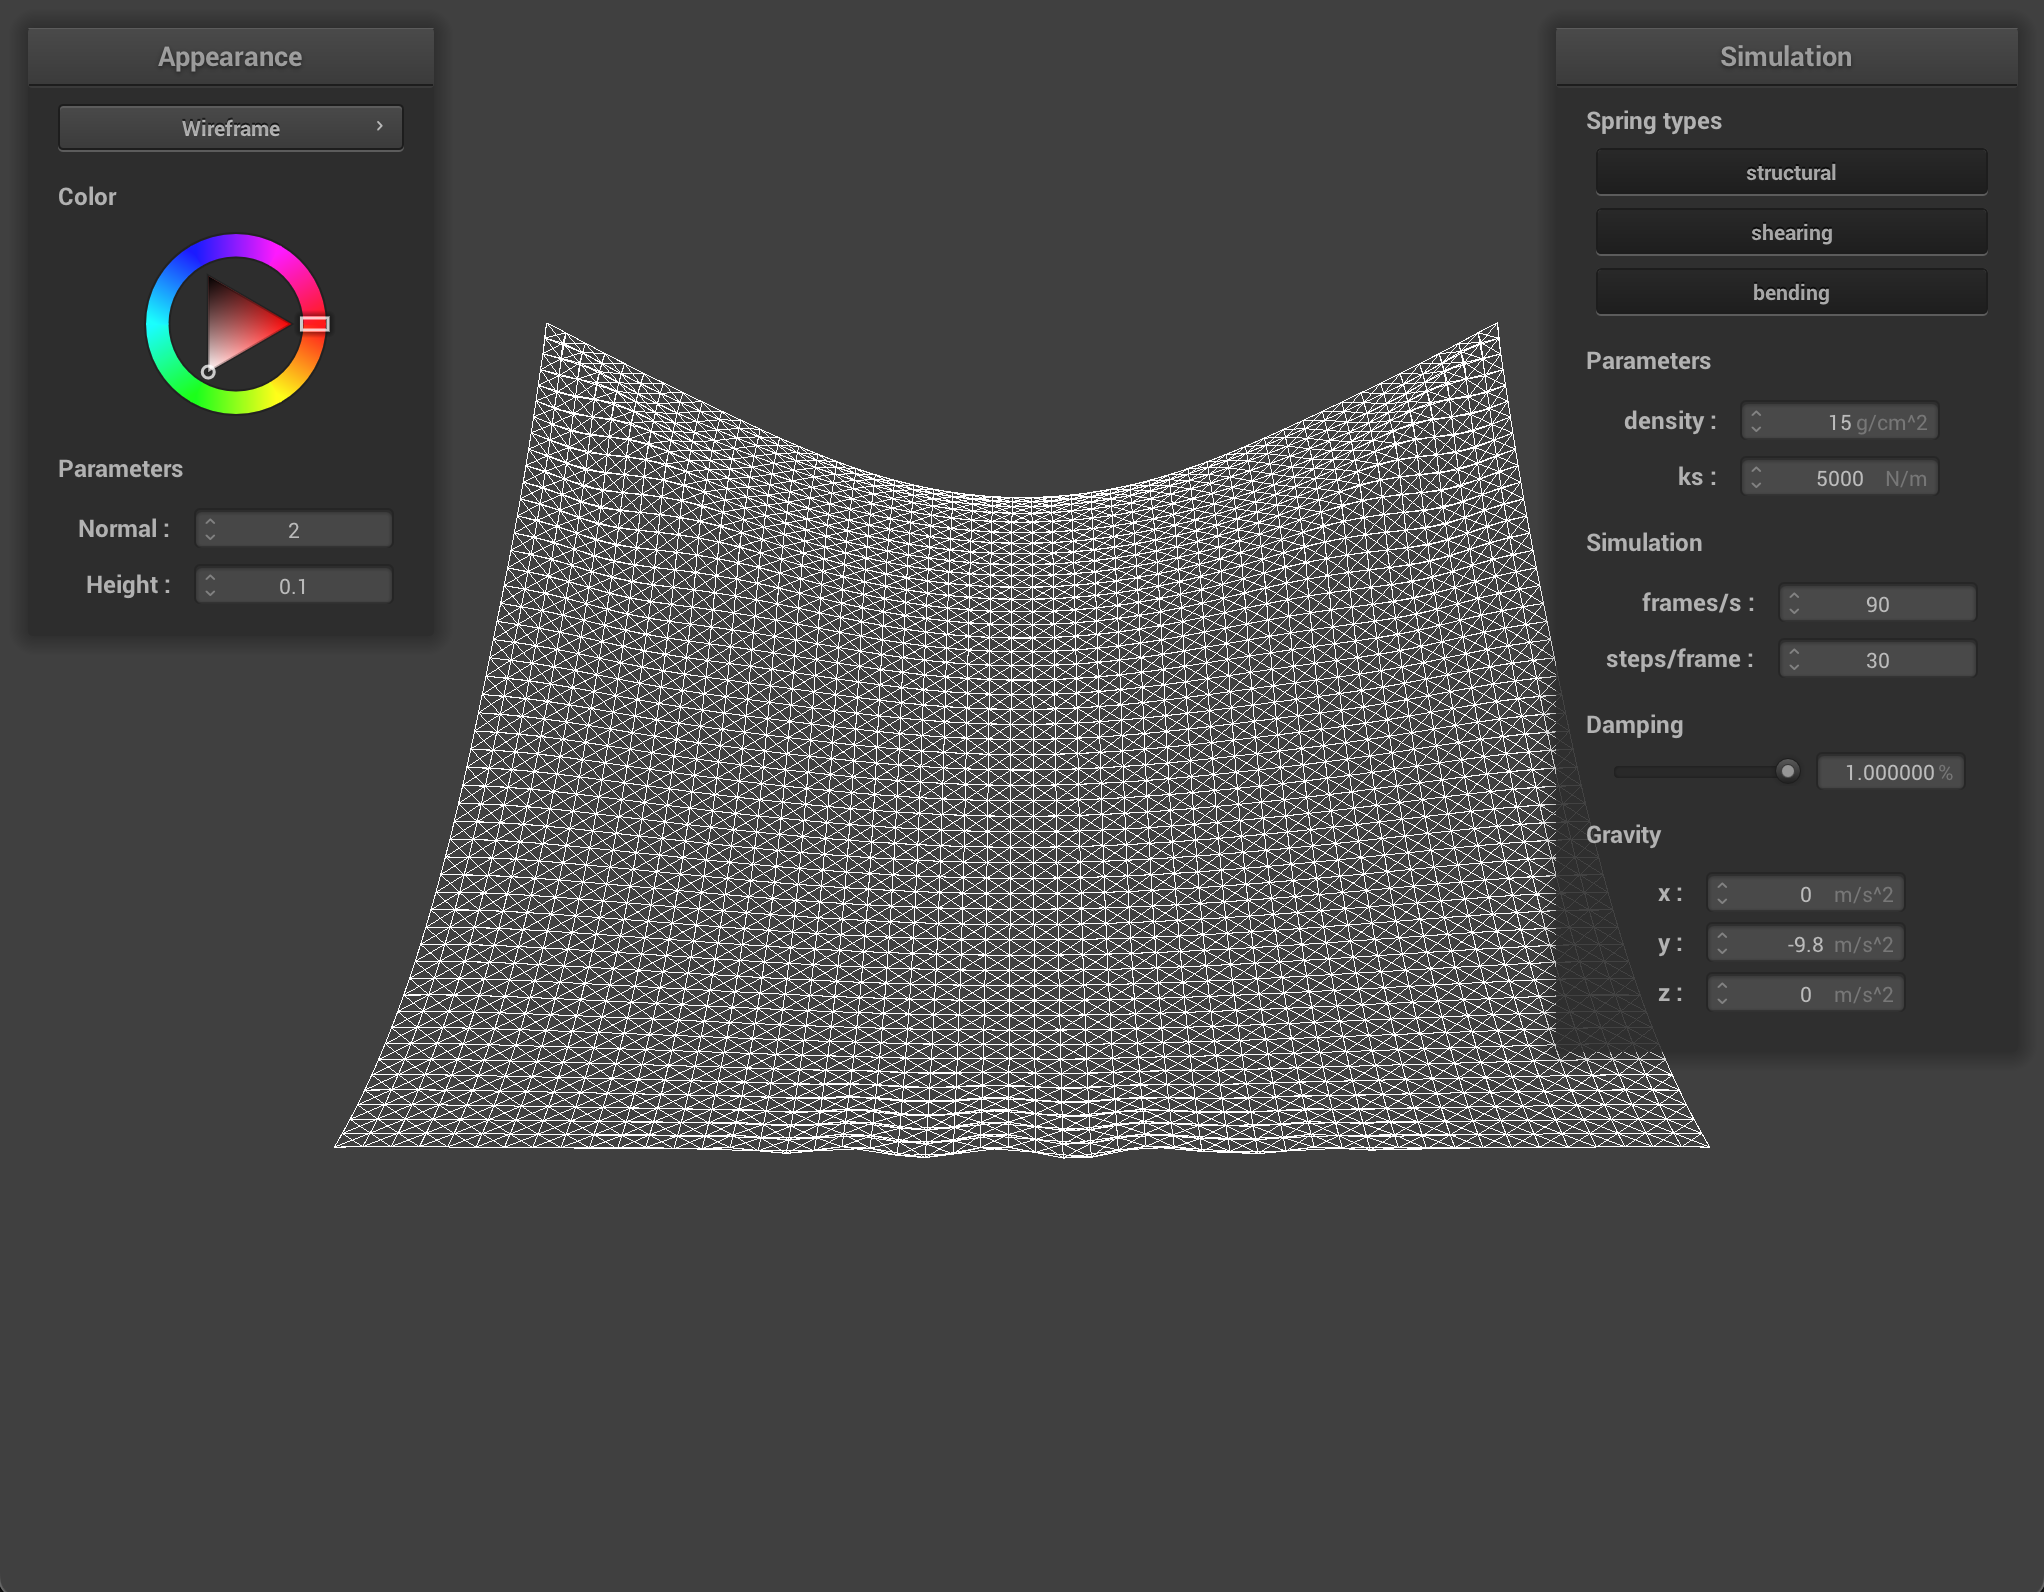 Appearance
Wireframe
Color
Parameters
Normal : 2
Height : 0.1
Simulation
Spring types
structural
shearing
bending
Parameters
density : 15 g/cm^2
ks : 5000 N/m
Simulation
frames/s : 90
steps/frame : 30
Damping
1.000000 %
Gravity
x : 0 m/s^2
y : -9.8 m/s^2
z : 0 m/s^2